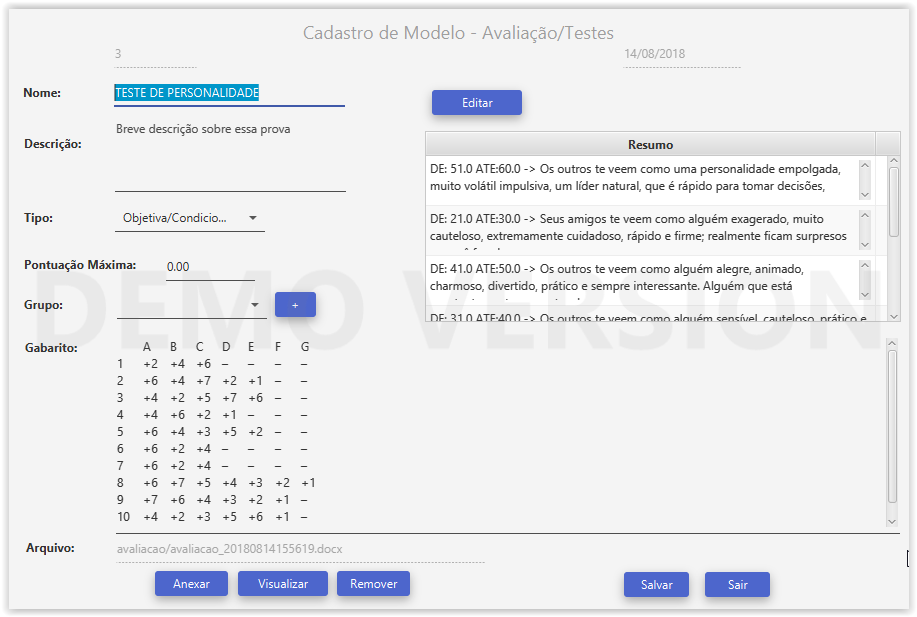 Cadastro de Modelo - Avaliação/Testes
3 14/08/2018
Nome: TESTE DE PERSONALIDADE
Editar
Descrição: Breve descrição sobre essa prova
Resumo
DE: 51.0 ATE:60.0 -> Os outros te veem como uma personalidade empolgada,
muito volátil impulsiva, um líder natural, que é rápido para tomar decisões,
DE: 21.0 ATE:30.0 -> Seus amigos te veem como alguém exagerado, muito
cauteloso, extremamente cuidadoso, rápido e firme; realmente ficam surpresos
DE: 41.0 ATE:50.0 -> Os outros te veem como alguém alegre, animado,
charmoso, divertido, prático e sempre interessante. Alguém que está
DE: 31.0 ATE:40.0 -> Os outros te veem como alguém sensível, cauteloso, prático e
Tipo: Objetiva/Condicio...
Pontuação Máxima: 0.00
Grupo: +
DEMO VERSION
Gabarito: A B C D E F G
1 +2 +4 +6 – – – –
2 +6 +4 +7 +2 +1 – –
3 +4 +2 +5 +7 +6 – –
4 +4 +6 +2 +1 – – –
5 +6 +4 +3 +5 +2 – –
6 +6 +2 +4 – – – –
7 +6 +2 +4 – – – –
8 +6 +7 +5 +4 +3 +2 +1
9 +7 +6 +4 +3 +2 +1 –
10 +4 +2 +3 +5 +6 +1 –
Arquivo: avaliacao/avaliacao_20180814155619.docx
Anexar Visualizar Remover Salvar Sair